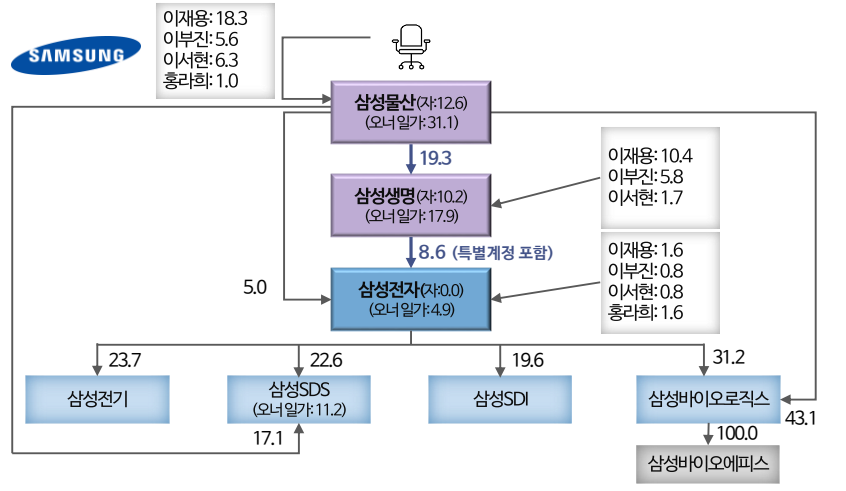 SAMSUNG
이재용: 18.3
이부진: 5.6
이서현: 6.3
홍라희: 1.0
삼성물산(자:12.6)
(오너 일가: 31.1)
19.3
이재용: 10.4
이부진: 5.8
이서현: 1.7
삼성생명(자:10.2)
(오너 일가: 17.9)
8.6 (특별계정 포함)
이재용: 1.6
이부진: 0.8
이서현: 0.8
홍라희: 1.6
5.0
삼성전자(자:0.0)
(오너 일가: 4.9)
23.7
22.6
19.6
31.2
삼성전기
삼성SDS
(오너 일가: 11.2)
삼성SDI
삼성바이오로직스
43.1
17.1
100.0
삼성바이오에피스